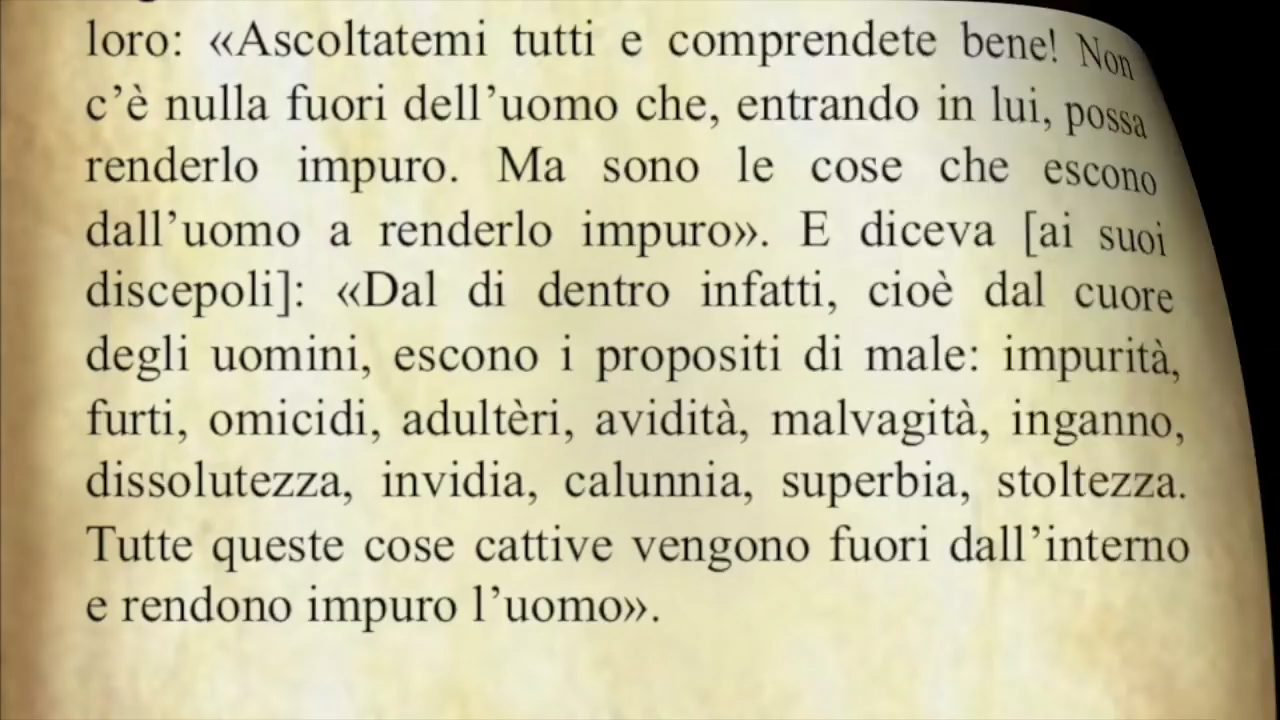 loro: «Ascoltatemi tutti e comprendete bene! Non
c’è nulla fuori dell’uomo che, entrando in lui, possa
renderlo impuro. Ma sono le cose che escono
dall’uomo a renderlo impuro». E diceva [ai suoi
discepoli]: «Dal di dentro infatti, cioè dal cuore
degli uomini, escono i propositi di male: impurità,
furti, omicidi, adultèri, avidità, malvagità, inganno,
dissolutezza, invidia, calunnia, superbia, stoltezza.
Tutte queste cose cattive vengono fuori dall’interno
e rendono impuro l’uomo».